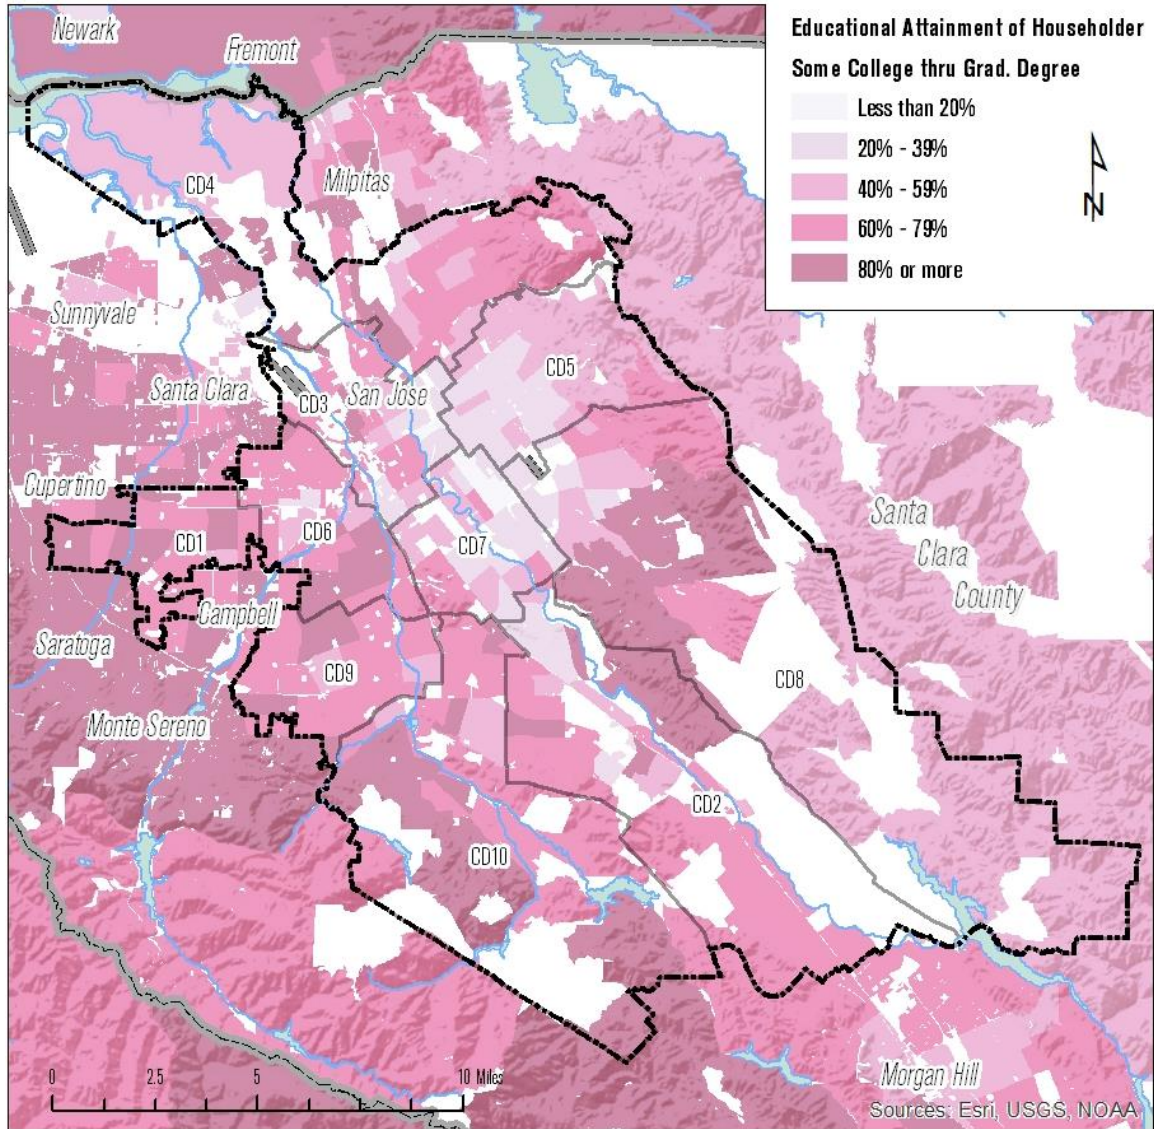 Educational Attainment of Householder
Some College thru Grad. Degree
Less than 20%
20% - 39%
40% - 59%
60% - 79%
80% or more
N
Newark
Fremont
CD4
Milpitas
Sunnyvale
Santa Clara
CD3
San Jose
CD5
Cupertino
CD1
CD6
CD7
Santa
Clara
County
Campbell
Saratoga
CD9
CD8
Monte Sereno
CD2
CD10
Morgan Hill
0 2.5 5 10 Miles
Sources: Esri, USGS, NOAA